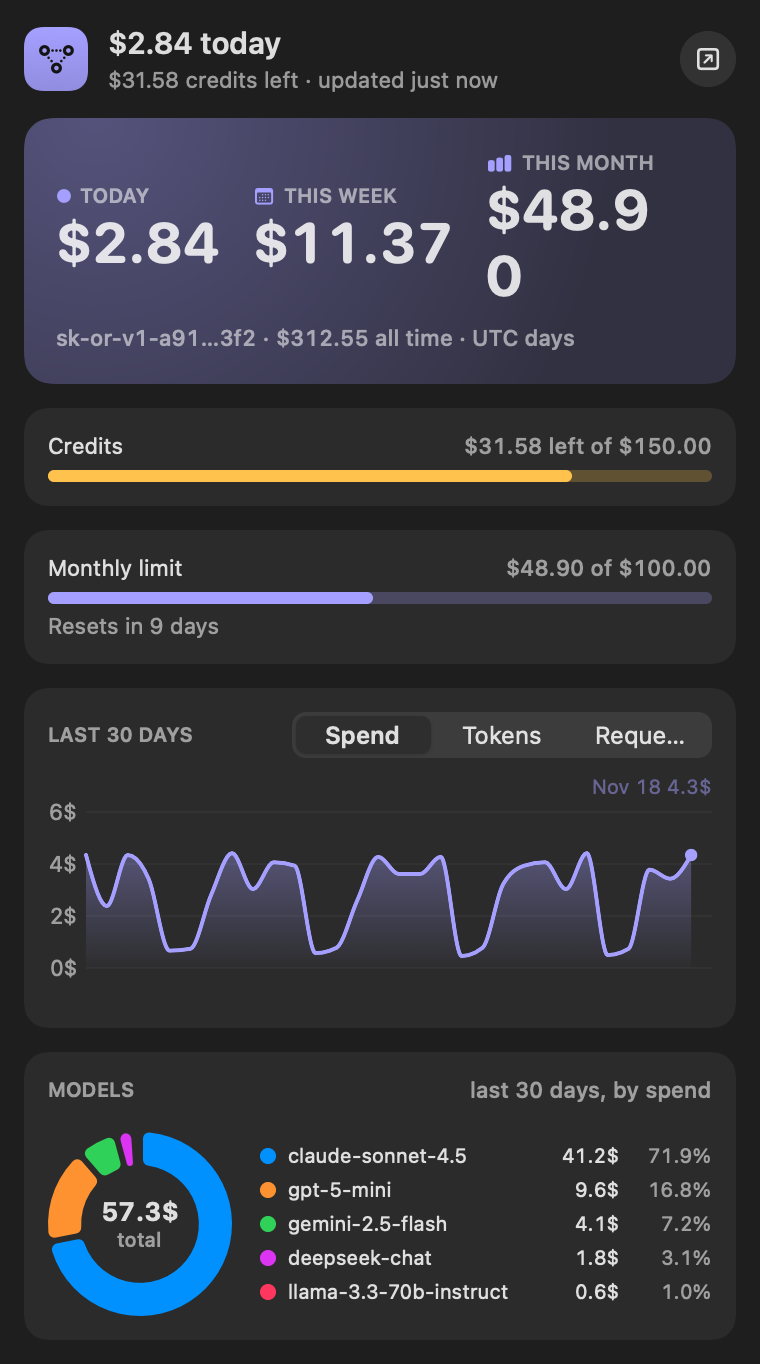 $2.84 today
$31.58 credits left · updated just now
TODAY
$2.84
THIS WEEK
$11.37
THIS MONTH
$48.9
0
sk-or-v1-a91…3f2 · $312.55 all time · UTC days
Credits
$31.58 left of $150.00
Monthly limit
$48.90 of $100.00
Resets in 9 days
LAST 30 DAYS
Spend
Tokens
Reque…
Nov 18 4.3$
6$
4$
2$
0$
MODELS
last 30 days, by spend
57.3$
total
claude-sonnet-4.5 41.2$ 71.9%
gpt-5-mini 9.6$ 16.8%
gemini-2.5-flash 4.1$ 7.2%
deepseek-chat 1.8$ 3.1%
llama-3.3-70b-instruct 0.6$ 1.0%